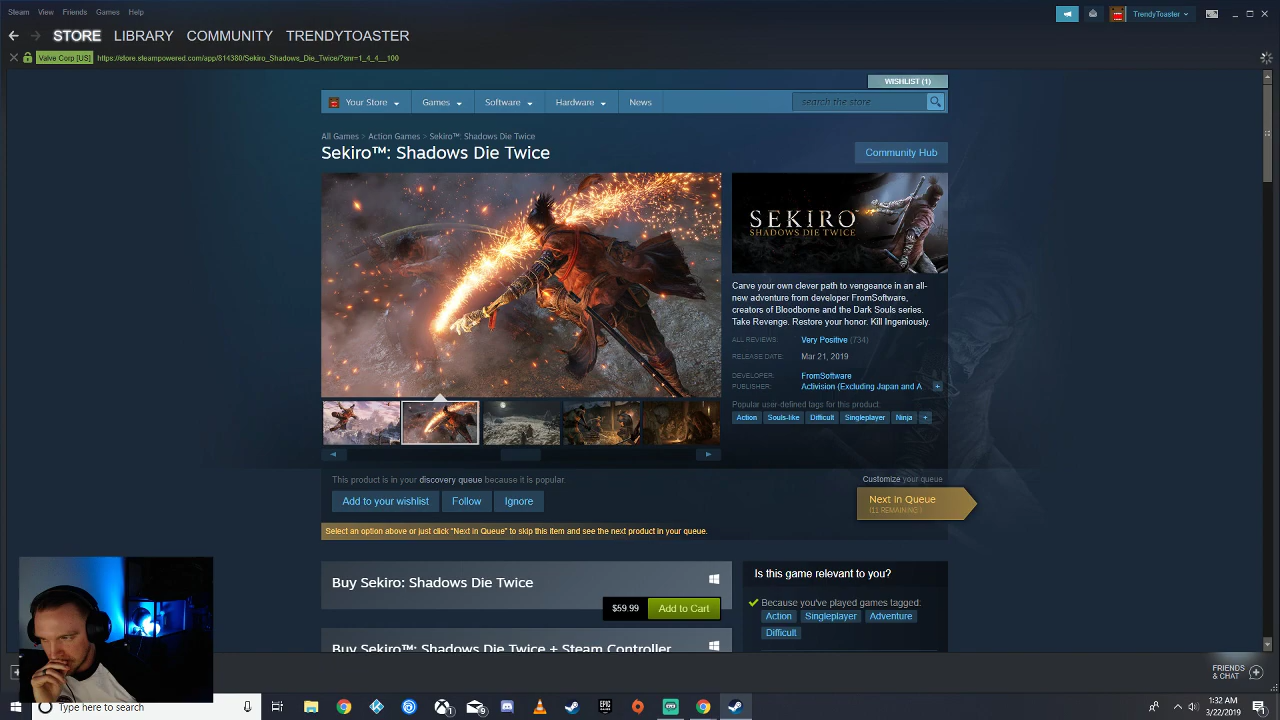 Steam View Friends Games Help
TRENDYTOASTER
STORE LIBRARY COMMUNITY TRENDYTOASTER
Valve Corp [US] https://store.steampowered.com/app/814380/Sekiro_Shadows_Die_Twice/?snr=1_4_4__100
WISHLIST (1)
Your Store Games Software Hardware News search the store
All Games > Action Games > Sekiro™: Shadows Die Twice
Sekiro™: Shadows Die Twice
Community Hub
SEKIRO™
SHADOWS DIE TWICE
Carve your own clever path to vengeance in an all-
new adventure from developer FromSoftware,
creators of Bloodborne and the Dark Souls series.
Take Revenge. Restore your honor. Kill Ingeniously.
ALL REVIEWS: Very Positive (734)
RELEASE DATE: Mar 21, 2019
DEVELOPER: FromSoftware
PUBLISHER: Activision (Excluding Japan and A +
Popular user-defined tags for this product:
Action Souls-like Difficult Singleplayer Ninja +
This product is in your discovery queue because it is popular
Customize your queue
Add to your wishlist Follow Ignore
Next In Queue
(11 REMAINING )
Select an option above or just click "Next in Queue" to skip this item and see the next product in your queue.
Buy Sekiro: Shadows Die Twice
$59.99 Add to Cart
Buy Sekiro™: Shadows Die Twice + Steam Controller
Is this game relevant to you?
Because you've played games tagged:
Action Singleplayer Adventure
Difficult
FRIENDS
& CHAT
Type here to search
EPIC
1:32 AM
3/22/2019